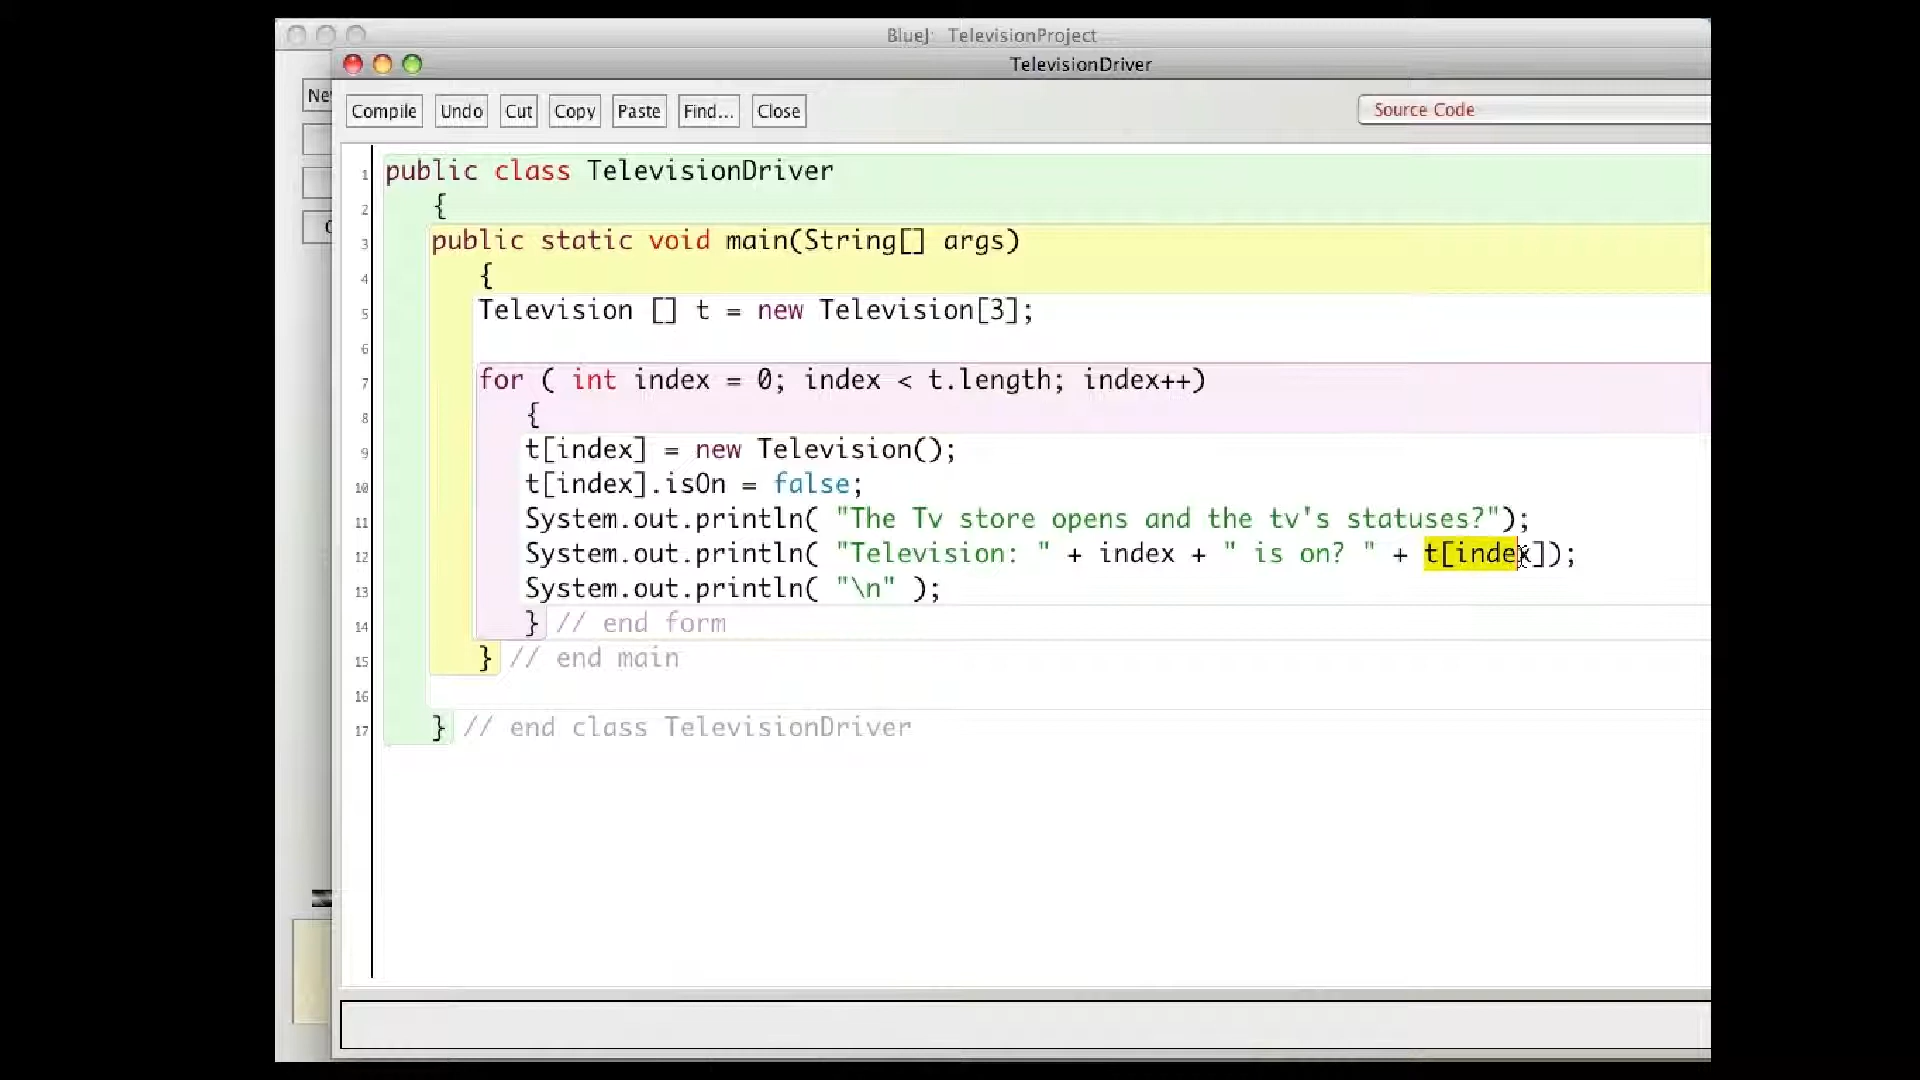 BlueJ: TelevisionProject
TelevisionDriver
Compile Undo Cut Copy Paste Find... Close
Source Code
1 public class TelevisionDriver
2 {
3 public static void main(String[] args)
4 {
5 Television [] t = new Television[3];
6
7 for ( int index = 0; index < t.length; index++)
8 {
9 t[index] = new Television();
10 t[index].isOn = false;
11 System.out.println( "The Tv store opens and the tv's statuses?");
12 System.out.println( "Television: " + index + " is on? " + t[index]);
13 System.out.println( "\n" );
14 } // end form
15 } // end main
16
17 } // end class TelevisionDriver